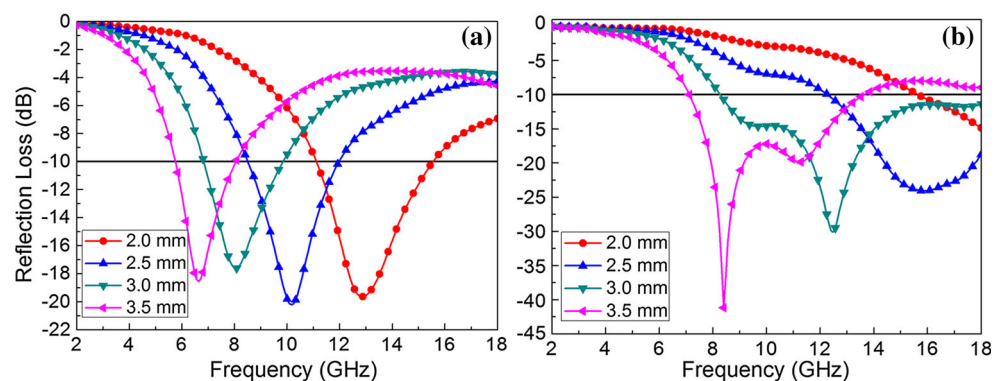 (a)
Reflection Loss (dB)
0
-2
-4
-6
-8
-10
-12
-14
-16
-18
-20
-22
2.0 mm
2.5 mm
3.0 mm
3.5 mm
2 4 6 8 10 12 14 16 18
Frequency (GHz)
(b)
0
-5
-10
-15
-20
-25
-30
-35
-40
-45
2.0 mm
2.5 mm
3.0 mm
3.5 mm
2 4 6 8 10 12 14 16 18
Frequency (GHz)